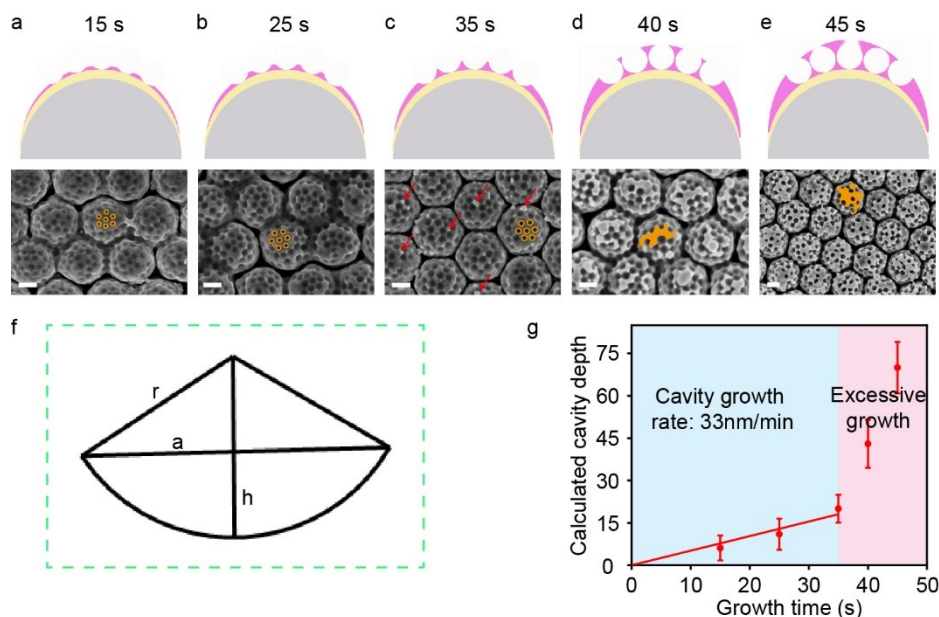 a 15 s
b 25 s
c 35 s
d 40 s
e 45 s
f
r
a
h
g
Calculated cavity depth
75
60
45
30
15
0
Cavity growth
rate: 33nm/min
Excessive
growth
0 10 20 30 40 50
Growth time (s)